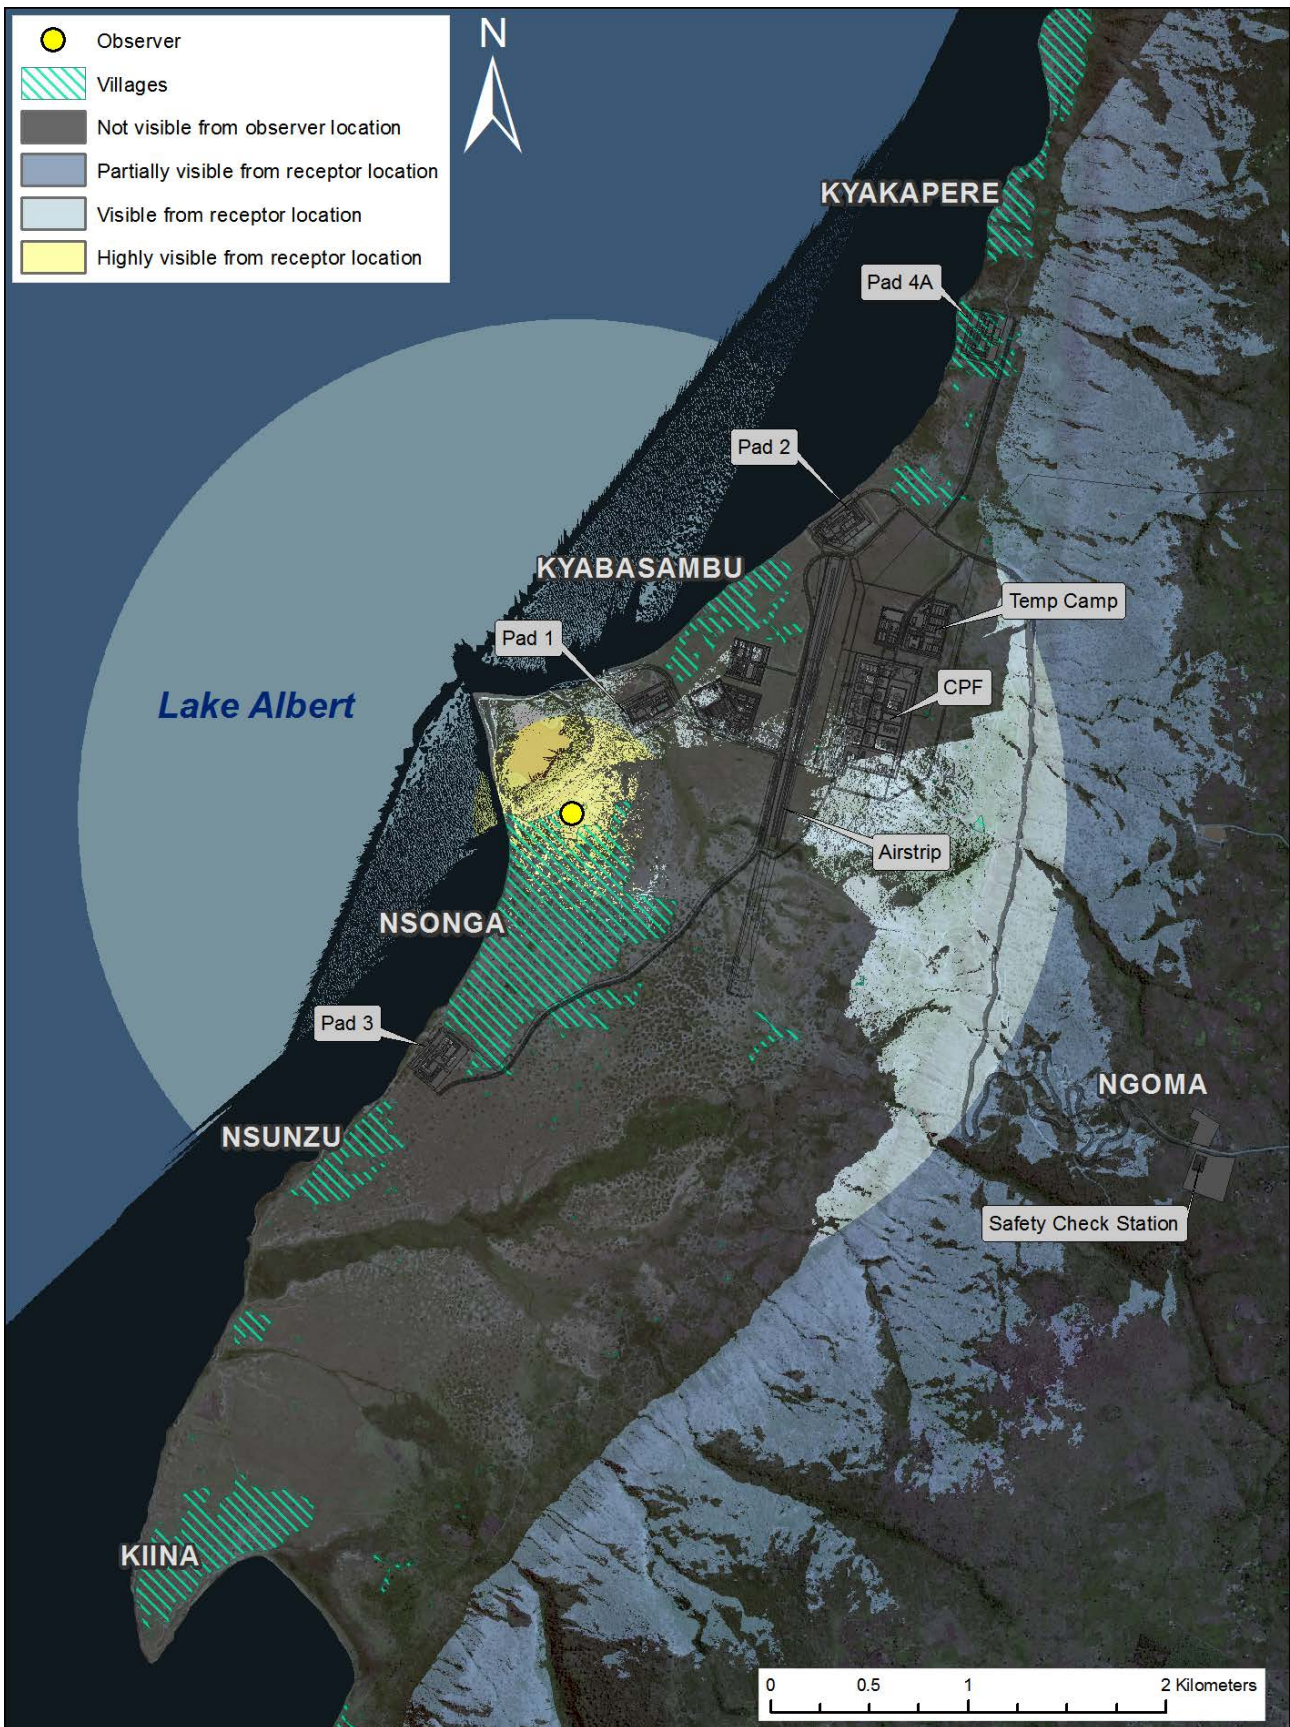 N
Observer
Villages
Not visible from observer location
Partially visible from receptor location
Visible from receptor location
Highly visible from receptor location
KYAKAPERE
Pad 4A
Pad 2
KYABASAMBU
Temp Camp
Pad 1
CPF
Lake Albert
Airstrip
NSONGA
Pad 3
NGOMA
NSUNZU
Safety Check Station
KIINA
0 0.5 1 2 Kilometers